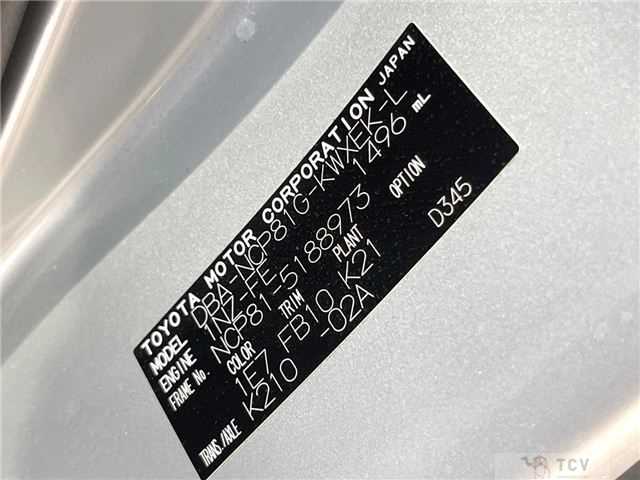 TOYOTA MOTOR CORPORATION JAPAN
MODEL DBA-NCP81G-KWXEK-L
ENGINE 1NZ-FE 1496 mL
FRAME No. NCP81-5188973
COLOR TRIM PLANT OPTION
1E7 FB10 K21
TRANS./AXLE K210 -02A D345
TCV